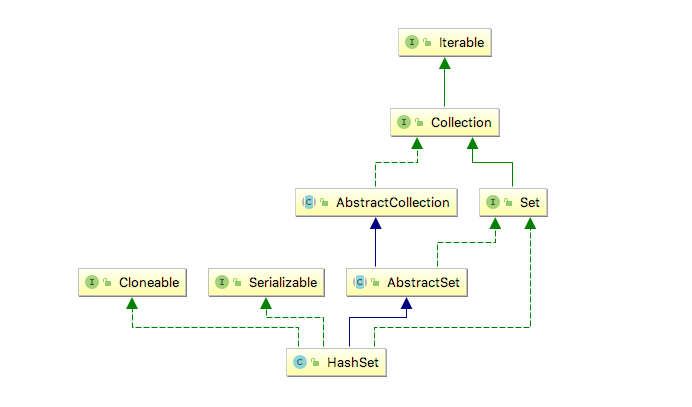 I Iterable
I Collection
C AbstractCollection
I Set
I Cloneable
I Serializable
C AbstractSet
C HashSet